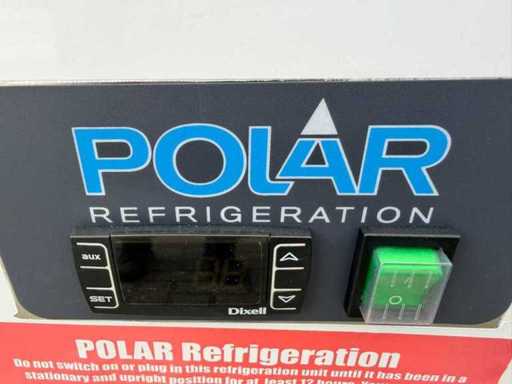 POLAR
REFRIGERATION
aux
SET
Dixell
POLAR Refrigeration
Do not switch on or plug in this refrigeration unit until it has been in a
stationary and upright position for at least 12 hours.